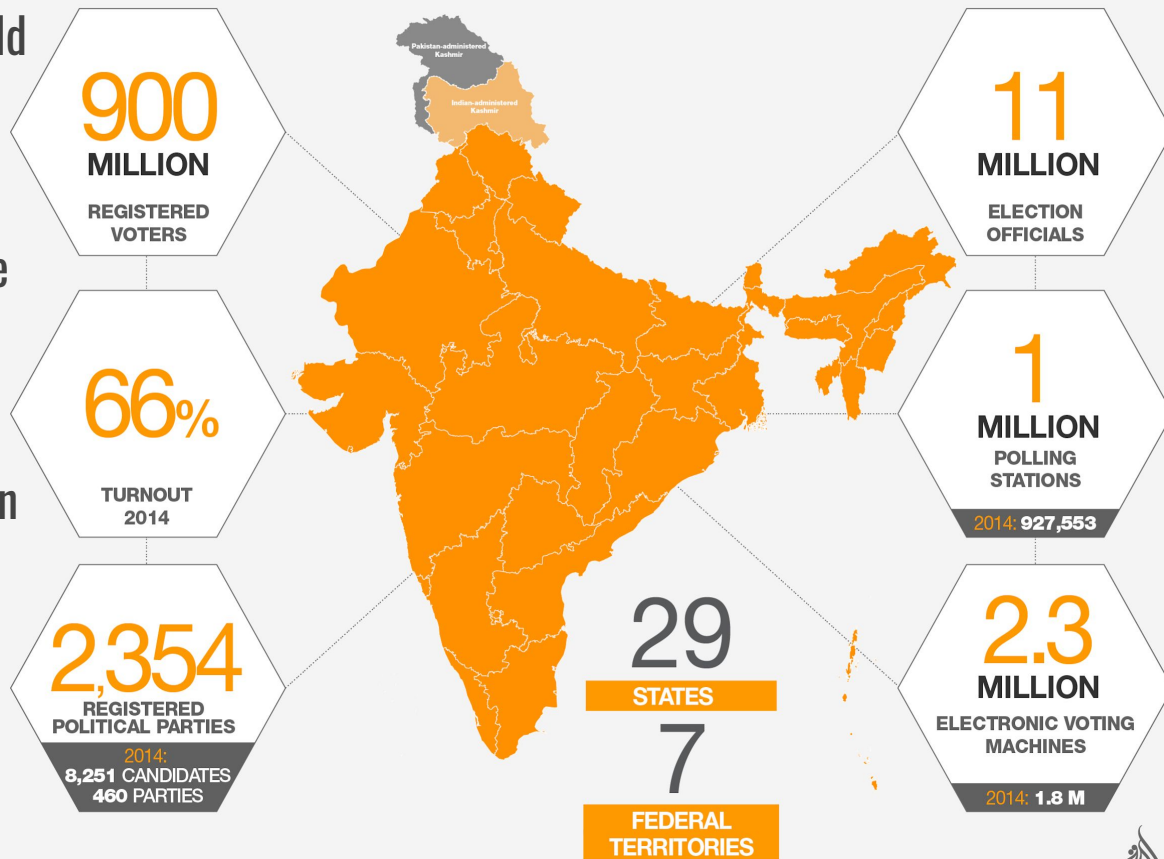 ld
e
n
900
MILLION
REGISTERED
VOTERS
66%
TURNOUT
2014
2,354
REGISTERED
POLITICAL PARTIES
2014:
8,251 CANDIDATES
460 PARTIES
Pakistan-administered
Kashmir
Indian-administered
Kashmir
29
STATES
7
FEDERAL
TERRITORIES
11
MILLION
ELECTION
OFFICIALS
1
MILLION
POLLING
STATIONS
2014: 927,553
2.3
MILLION
ELECTRONIC VOTING
MACHINES
2014: 1.8 M